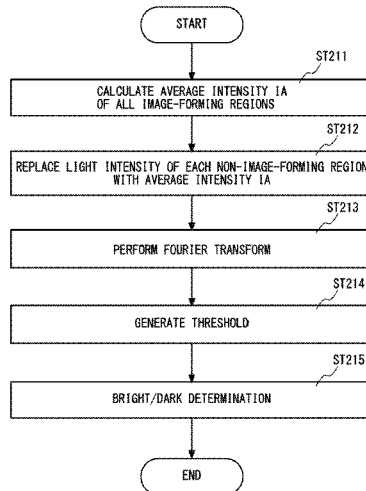 START
ST211
CALCULATE AVERAGE INTENSITY IA
OF ALL IMAGE-FORMING REGIONS
ST212
REPLACE LIGHT INTENSITY OF EACH NON-IMAGE-FORMING REGION
WITH AVERAGE INTENSITY IA
ST213
PERFORM FOURIER TRANSFORM
ST214
GENERATE THRESHOLD
ST215
BRIGHT/DARK DETERMINATION
END